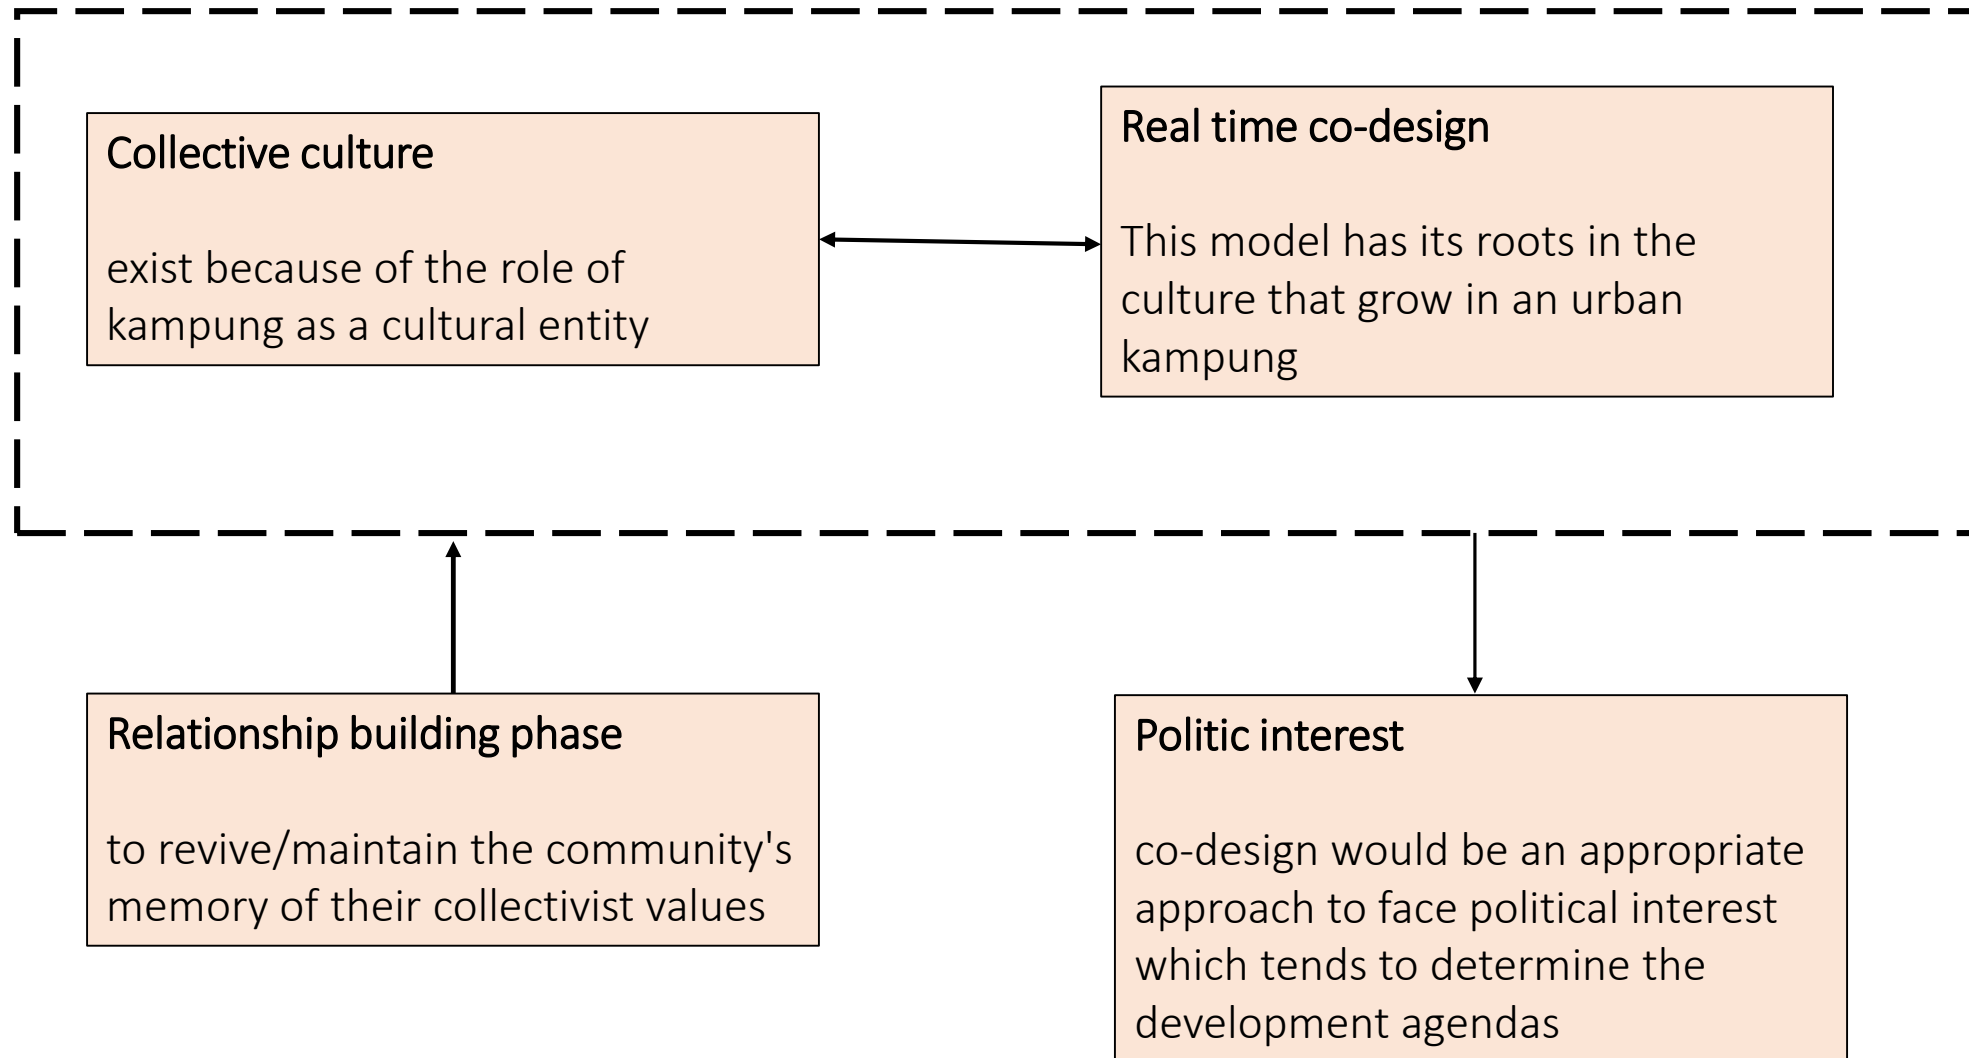 Collective culture
exist because of the role of
kampung as a cultural entity
Real time co-design
This model has its roots in the
culture that grow in an urban
kampung
Relationship building phase
to revive/maintain the community's
memory of their collectivist values
Politic interest
co-design would be an appropriate
approach to face political interest
which tends to determine the
development agendas